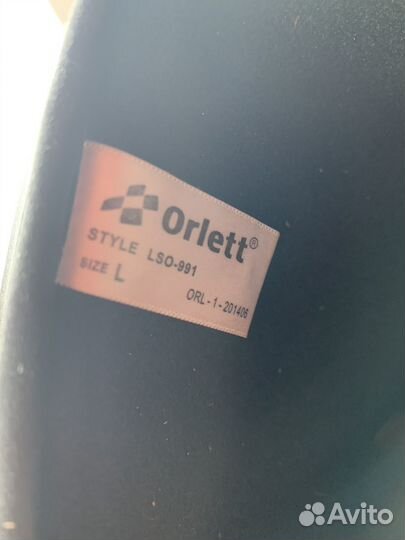 Orlett®
STYLE LSO-991
SIZE L
ORL-1-201406
Avito